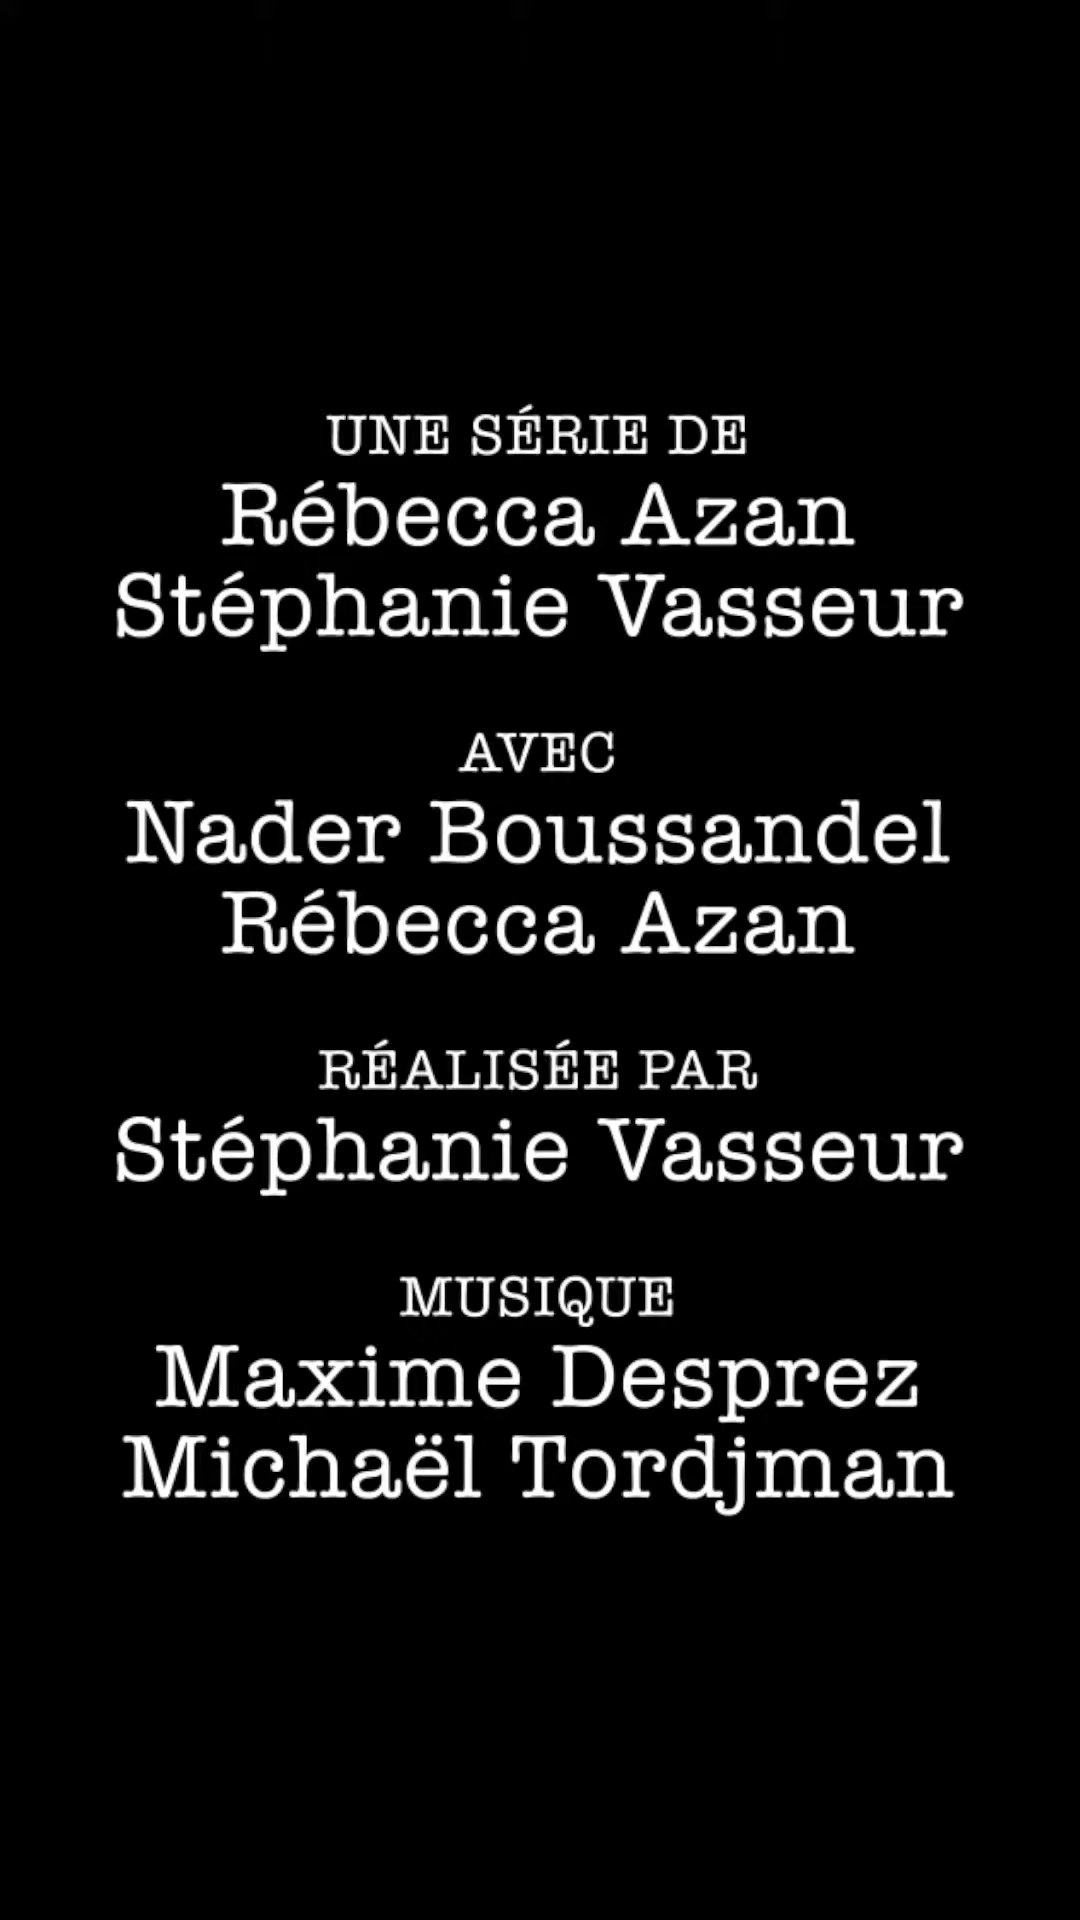 UNE SÉRIE DE
Rébecca Azan
Stéphanie Vasseur
AVEC
Nader Boussandel
Rébecca Azan
RÉALISÉE PAR
Stéphanie Vasseur
MUSIQUE
Maxime Desprez
Michaël Tordjman